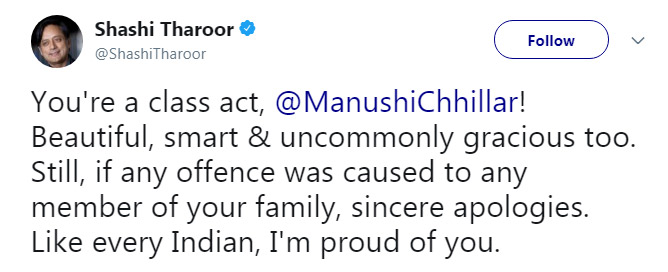 Shashi Tharoor
@ShashiTharoor
Follow
You're a class act, @ManushiChhillar!
Beautiful, smart & uncommonly gracious too.
Still, if any offence was caused to any
member of your family, sincere apologies.
Like every Indian, I'm proud of you.